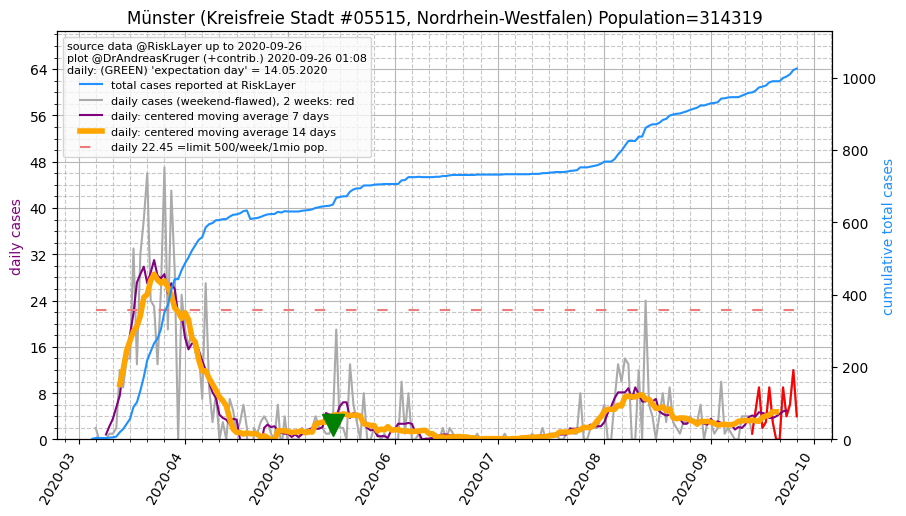 Münster (Kreisfreie Stadt #05515, Nordrhein-Westfalen) Population=314319
source data @RiskLayer up to 2020-09-26
plot @DrAndreasKruger (+contrib.) 2020-09-26 01:08
daily: (GREEN) 'expectation day' = 14.05.2020
total cases reported at RiskLayer
daily cases (weekend-flawed), 2 weeks: red
daily: centered moving average 7 days
daily: centered moving average 14 days
daily 22.45 =limit 500/week/1mio pop.
daily cases
64
56
48
40
32
24
16
8
0
cumulative total cases
1000
800
600
400
200
0
2020-03
2020-04
2020-05
2020-06
2020-07
2020-08
2020-09
2020-10